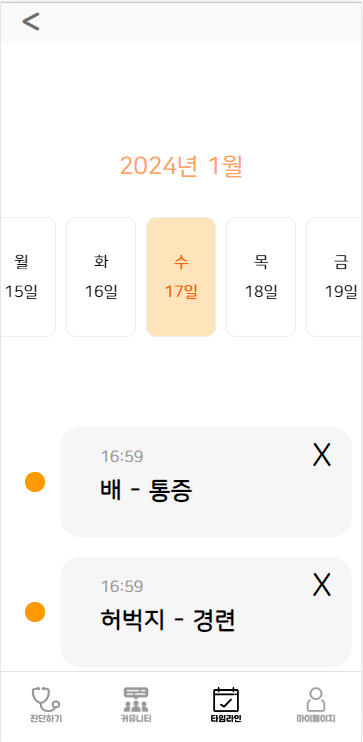 <
2024년 1월
월 화 수 목 금
15일 16일 17일 18일 19일
16:59 X
배 - 통증
16:59 X
허벅지 - 경련
진단하기 커뮤니티 타임라인 마이페이지